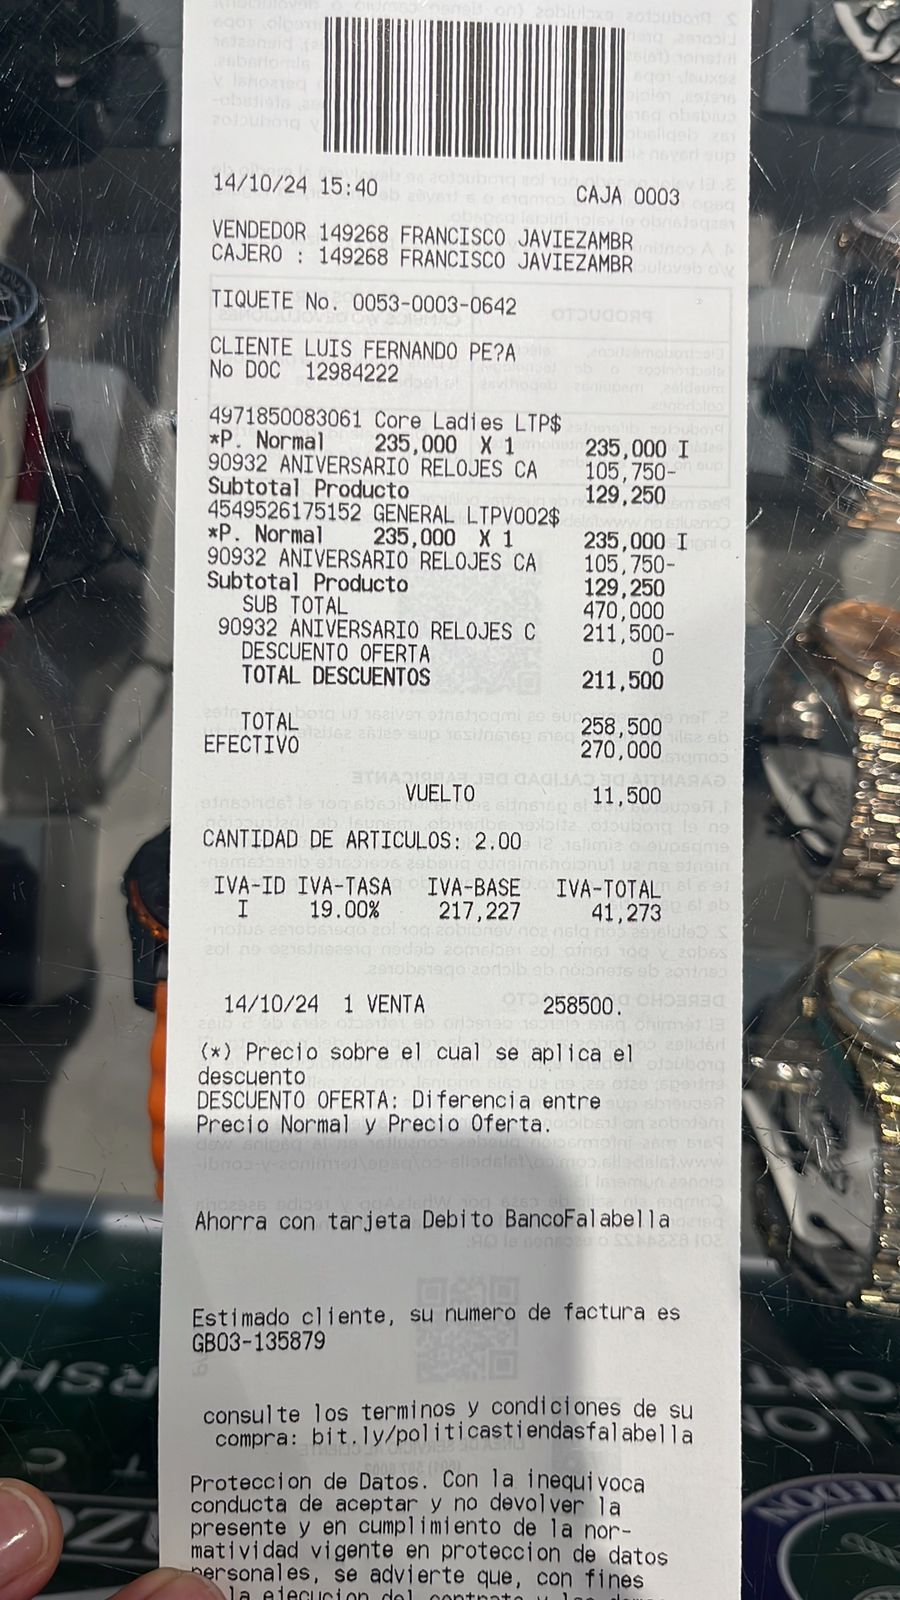 14/10/24 15:40 CAJA 0003
VENDEDOR 149268 FRANCISCO JAVIEZAMBR
CAJERO : 149268 FRANCISCO JAVIEZAMBR
TIQUETE No. 0053-0003-0642
CLIENTE LUIS FERNANDO PE?A
No DOC 12984222
4971850083061 Core Ladies LTP$
*P. Normal 235,000 X 1 235,000 I
90932 ANIVERSARIO RELOJES CA 105,750-
Subtotal Producto 129,250
4549526175152 GENERAL LTPV002$
*P. Normal 235,000 X 1 235,000 I
90932 ANIVERSARIO RELOJES CA 105,750-
Subtotal Producto 129,250
SUB TOTAL 470,000
90932 ANIVERSARIO RELOJES C 211,500-
DESCUENTO OFERTA 0
TOTAL DESCUENTOS 211,500
TOTAL 258,500
EFECTIVO 270,000
VUELTO 11,500
CANTIDAD DE ARTICULOS: 2.00
IVA-ID IVA-TASA IVA-BASE IVA-TOTAL
I 19.00% 217,227 41,273
14/10/24 1 VENTA 258500.
(*) Precio sobre el cual se aplica el
descuento
DESCUENTO OFERTA: Diferencia entre
Precio Normal y Precio Oferta.
Ahorra con tarjeta Debito BancoFalabella
Estimado cliente, su numero de factura es
GB03-135879
consulte los terminos y condiciones de su
compra: bit.ly/politicastiendasfalabella
Proteccion de Datos. Con la inequivoca
conducta de aceptar y no devolver la
presente y en cumplimiento de la nor-
matividad vigente en proteccion de datos
personales, se advierte que, con fines
la ejecucion del contrato y